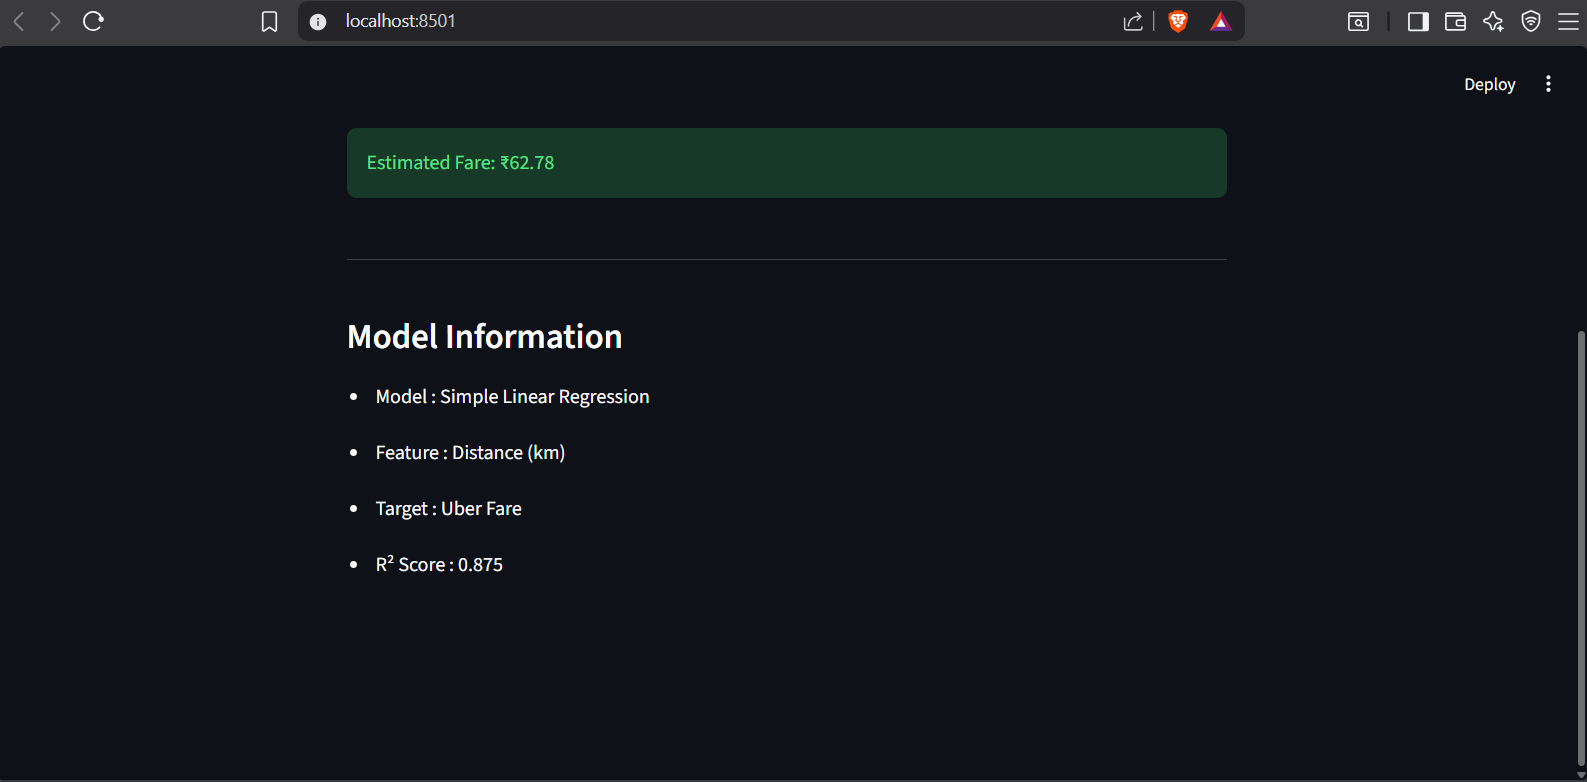 localhost:8501
Deploy
Estimated Fare: ₹62.78
Model Information
Model : Simple Linear Regression
Feature : Distance (km)
Target : Uber Fare
R² Score : 0.875